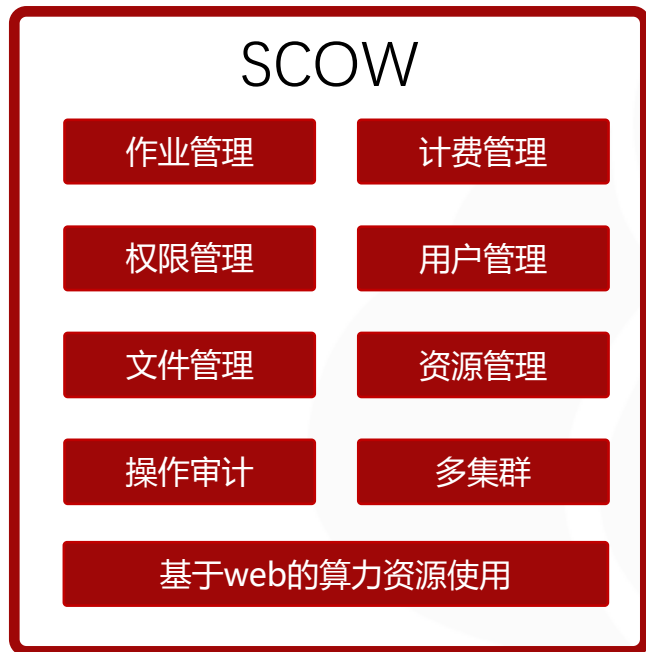 SCOW
作业管理
计费管理
权限管理
用户管理
文件管理
资源管理
操作审计
多集群
基于web的算力资源使用